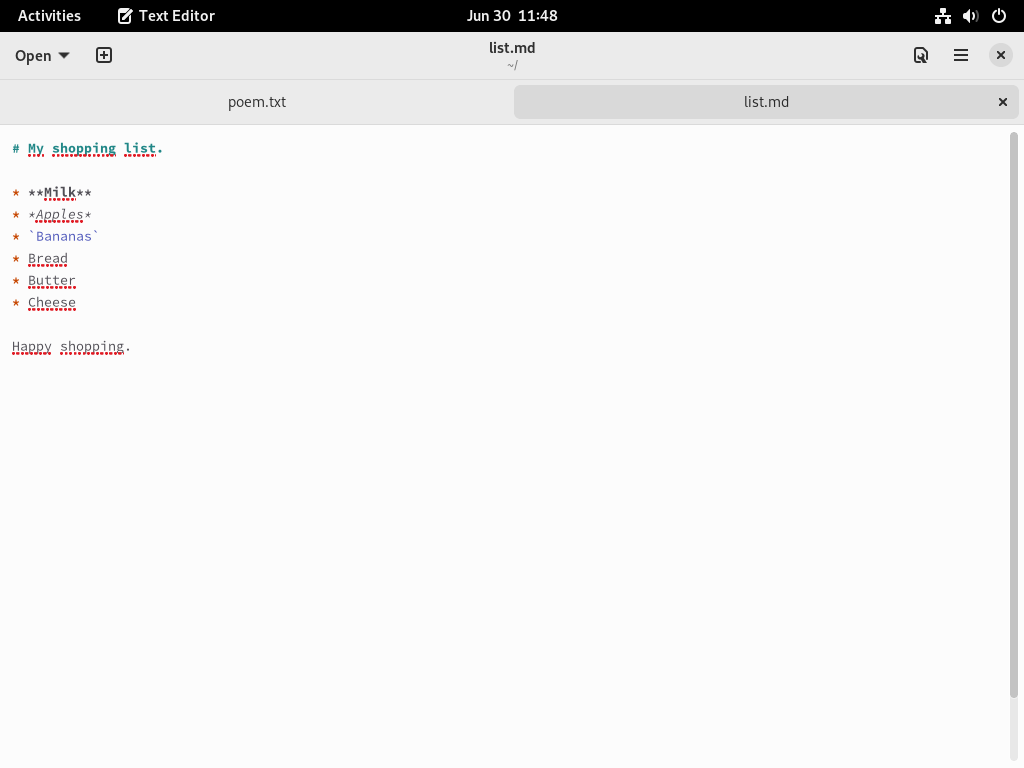 Activities Text Editor Jun 30 11:48
Open list.md
~/
poem.txt list.md
# My shopping list.
* **Milk**
* *Apples*
* `Bananas`
* Bread
* Butter
* Cheese
Happy shopping.